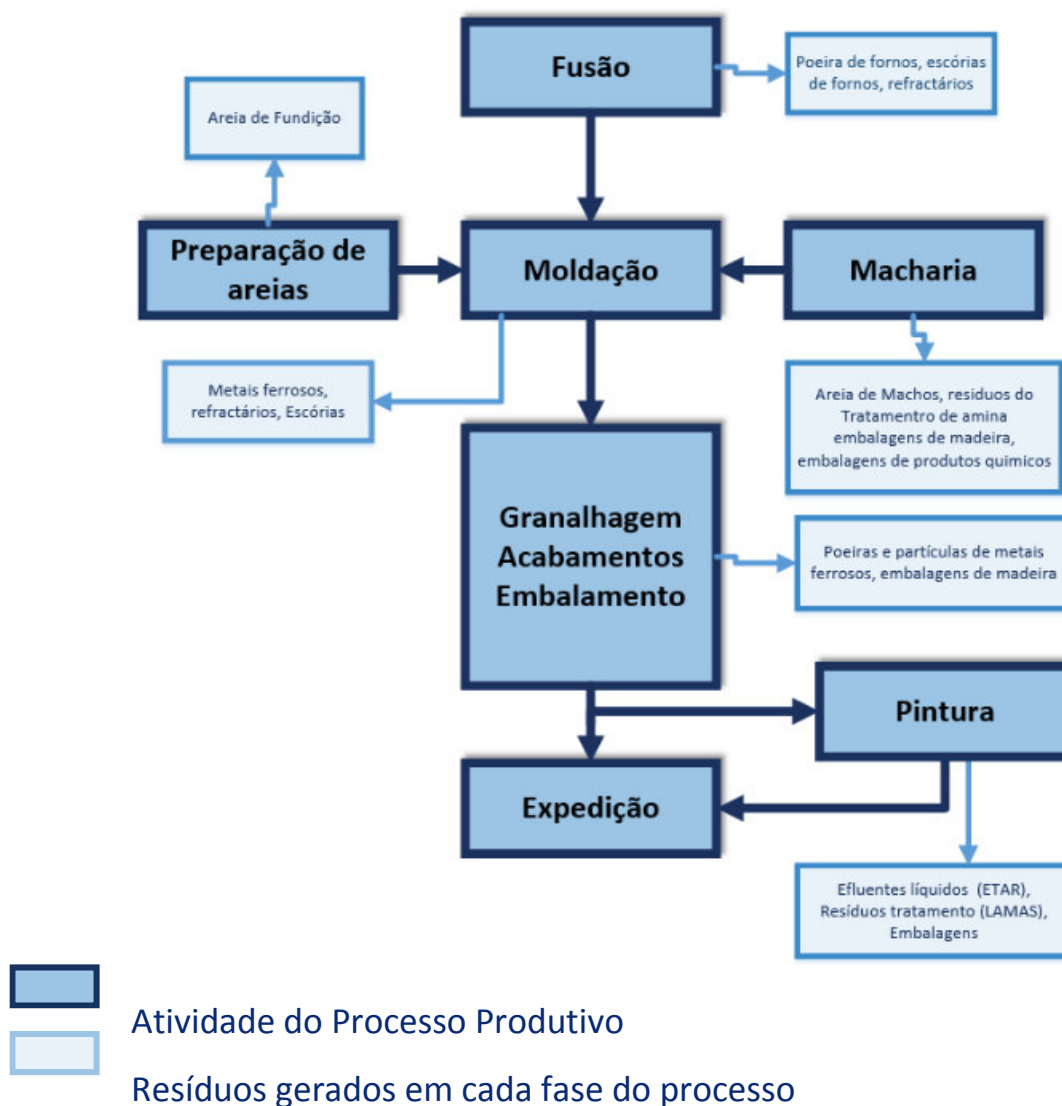 Fusão
Poeira de fornos, escórias
de fornos, refractários
Areia de Fundição
Preparação de
areias
Moldação
Macharia
Metais ferrosos,
refractários, Escórias
Areia de Machos, residuos do
Tratamentro de amina
embalagens de madeira,
embalagens de produtos quimicos
Granalhagem
Acabamentos
Embalamento
Poeiras e partículas de metais
ferrosos, embalagens de madeira
Pintura
Expedição
Efluentes líquidos (ETAR),
Resíduos tratamento (LAMAS),
Embalagens
Atividade do Processo Produtivo
Resíduos gerados em cada fase do processo